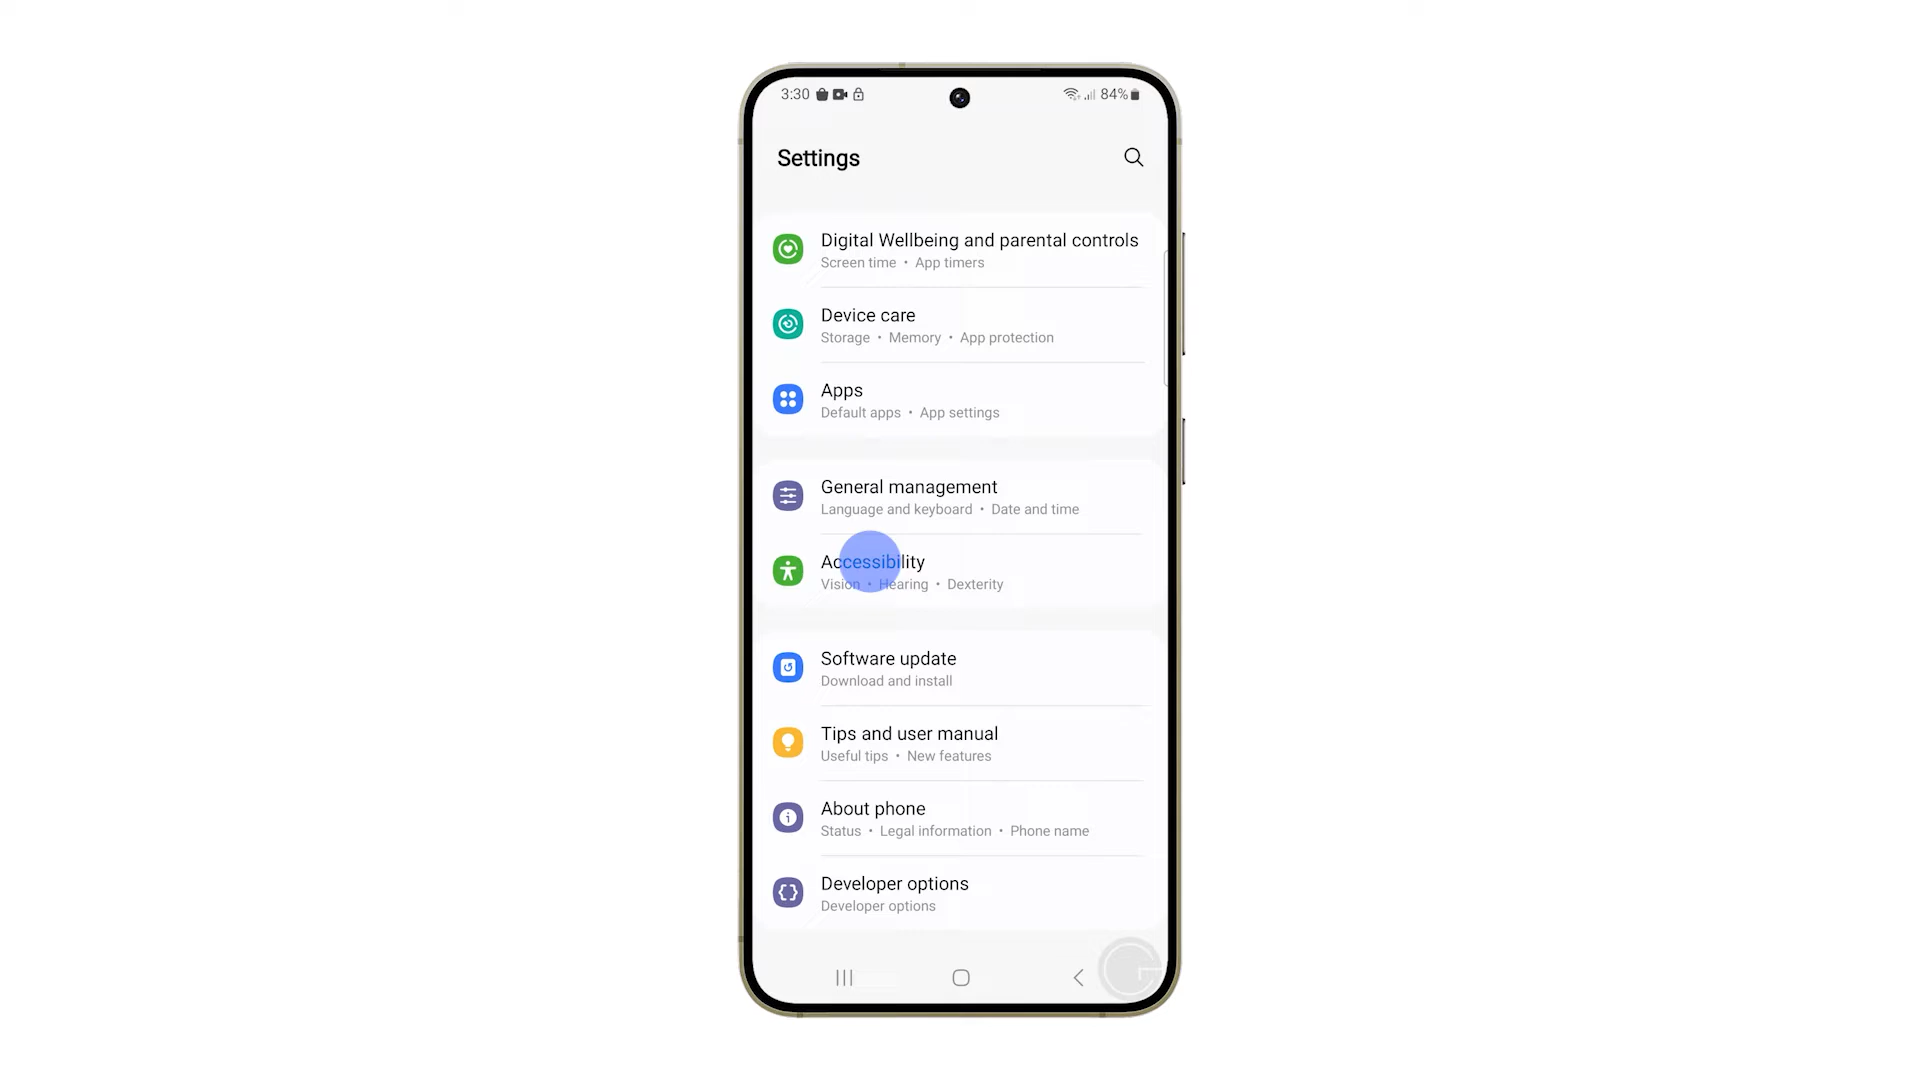 3:30
84%
Settings
Digital Wellbeing and parental controls
Screen time • App timers
Device care
Storage • Memory • App protection
Apps
Default apps • App settings
General management
Language and keyboard • Date and time
Accessibility
Vision • Hearing • Dexterity
Software update
Download and install
Tips and user manual
Useful tips • New features
About phone
Status • Legal information • Phone name
Developer options
Developer options